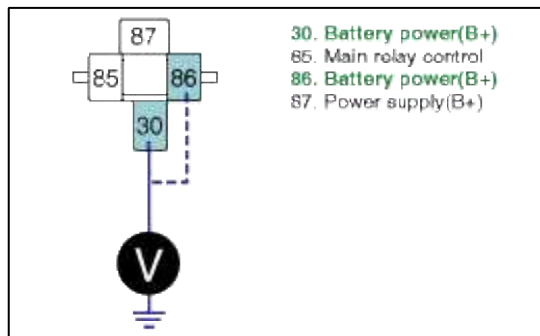 87
85
86
30
V
30. Battery power(B+)
85. Main relay control
86. Battery power(B+)
87. Power supply(B+)